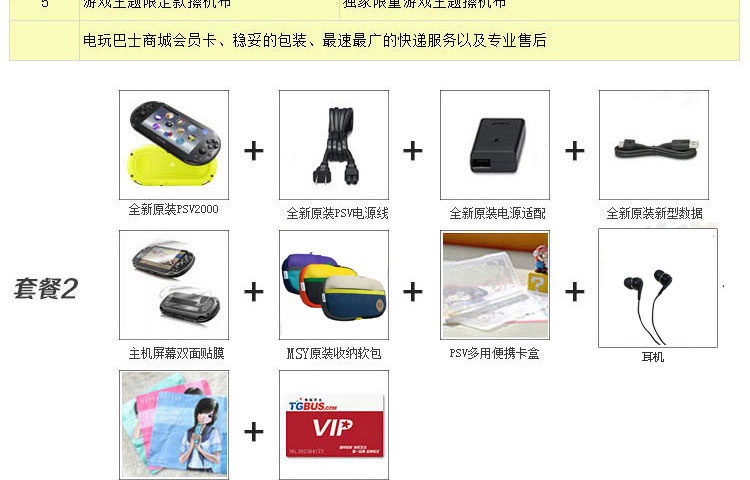 5 游戏主题限定款擦机布 独家限量游戏主题擦机布
电玩巴士商城会员卡、稳妥的包装、最速最广的快递服务以及专业售后
+ + +
全新原装PSV2000 全新原装PSV电源线 全新原装电源适配 全新原装新型数据
套餐2
+ + +
主机屏幕双面贴膜 MSY原装收纳软包 PSV多用便携卡盒 耳机
+
TGBUS.COM
VIP